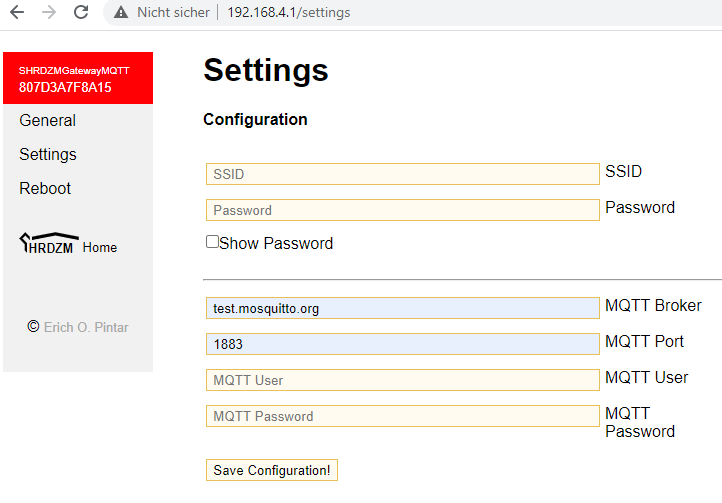 Nicht sicher | 192.168.4.1/settings
SHRDZMGatewayMQTT
807D3A7F8A15
General
Settings
Reboot
SHRDZM Home
© Erich O. Pintar
Settings
Configuration
SSID SSID
Password Password
Show Password
test.mosquitto.org MQTT Broker
1883 MQTT Port
MQTT User MQTT User
MQTT Password MQTT
Password
Save Configuration!